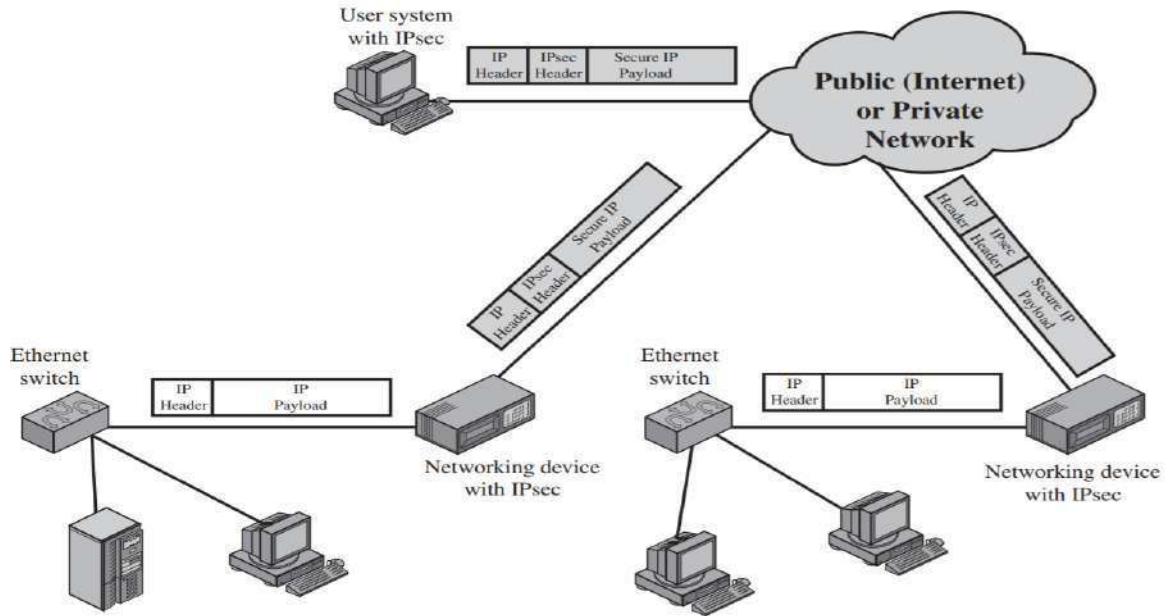 User system
with IPsec
IP
Header
IPsec
Header
Secure IP
Payload
Public (Internet)
or Private
Network
IP
Header
IPsec
Header
Secure IP
Payload
IP
Header
IPsec
Header
Secure IP
Payload
Ethernet
switch
IP
Header
IP
Payload
Networking device
with IPsec
Ethernet
switch
IP
Header
IP
Payload
Networking device
with IPsec